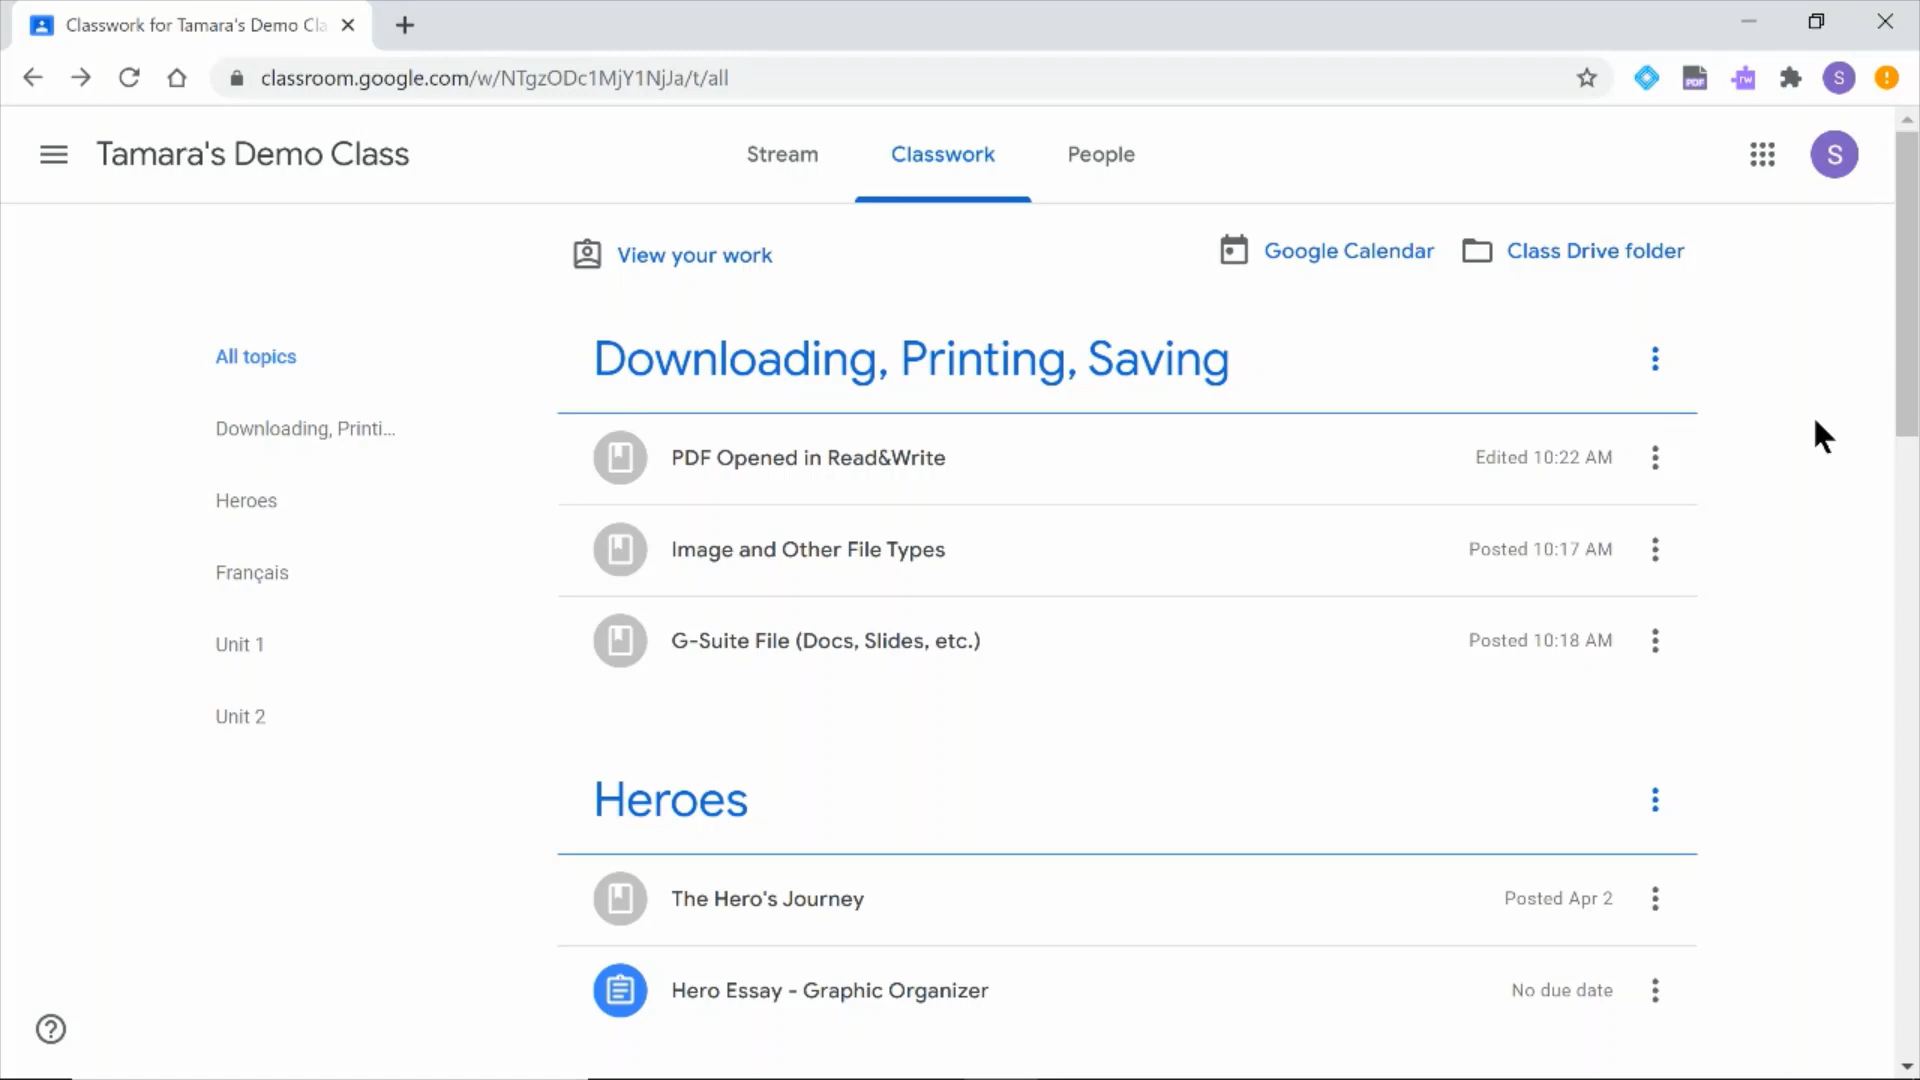 Classwork for Tamara's Demo Cla
classroom.google.com/w/NTgzODc1MjY1NjJa/t/all
PDF
rw
S
Tamara's Demo Class
Stream
Classwork
People
S
View your work
Google Calendar
Class Drive folder
All topics
Downloading, Printi...
Heroes
Français
Unit 1
Unit 2
Downloading, Printing, Saving
PDF Opened in Read&Write
Edited 10:22 AM
Image and Other File Types
Posted 10:17 AM
G-Suite File (Docs, Slides, etc.)
Posted 10:18 AM
Heroes
The Hero's Journey
Posted Apr 2
Hero Essay - Graphic Organizer
No due date